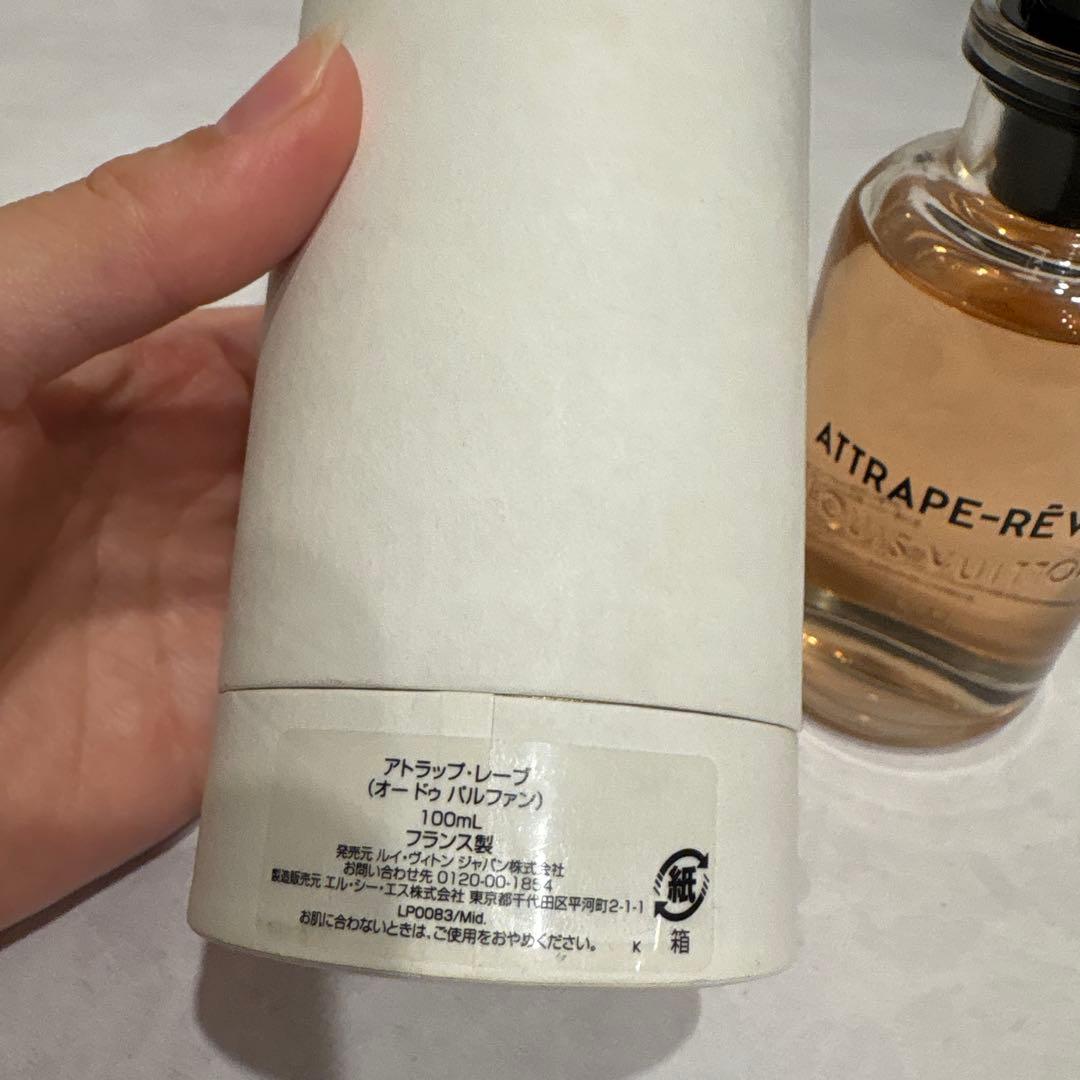 アトラップ・レーブ
(オー ドゥ パルファン)
100mL
フランス製
発売元 ルイ・ヴィトン ジャパン株式会社
お問い合わせ先 0120-00-1854
製造販売元 エル・シー・エス株式会社 東京都千代田区平河町2-1-1
LP0083/Mid.
お肌に合わないときは、ご使用をおやめください。
K
紙
箱
ATTRAPE-RÊV
LOUIS VUITTO